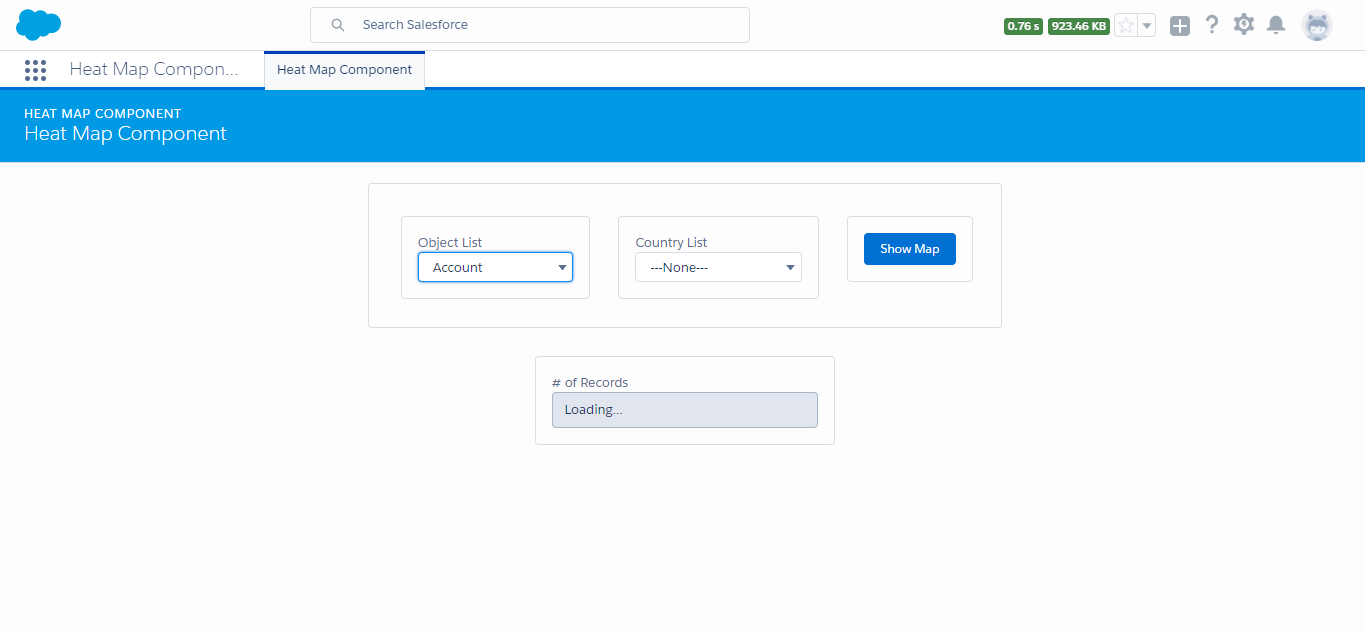 Search Salesforce
0.76 s 923.46 KB
Heat Map Compon...
Heat Map Component
HEAT MAP COMPONENT
Heat Map Component
Object List
Account
Country List
---None---
Show Map
# of Records
Loading...